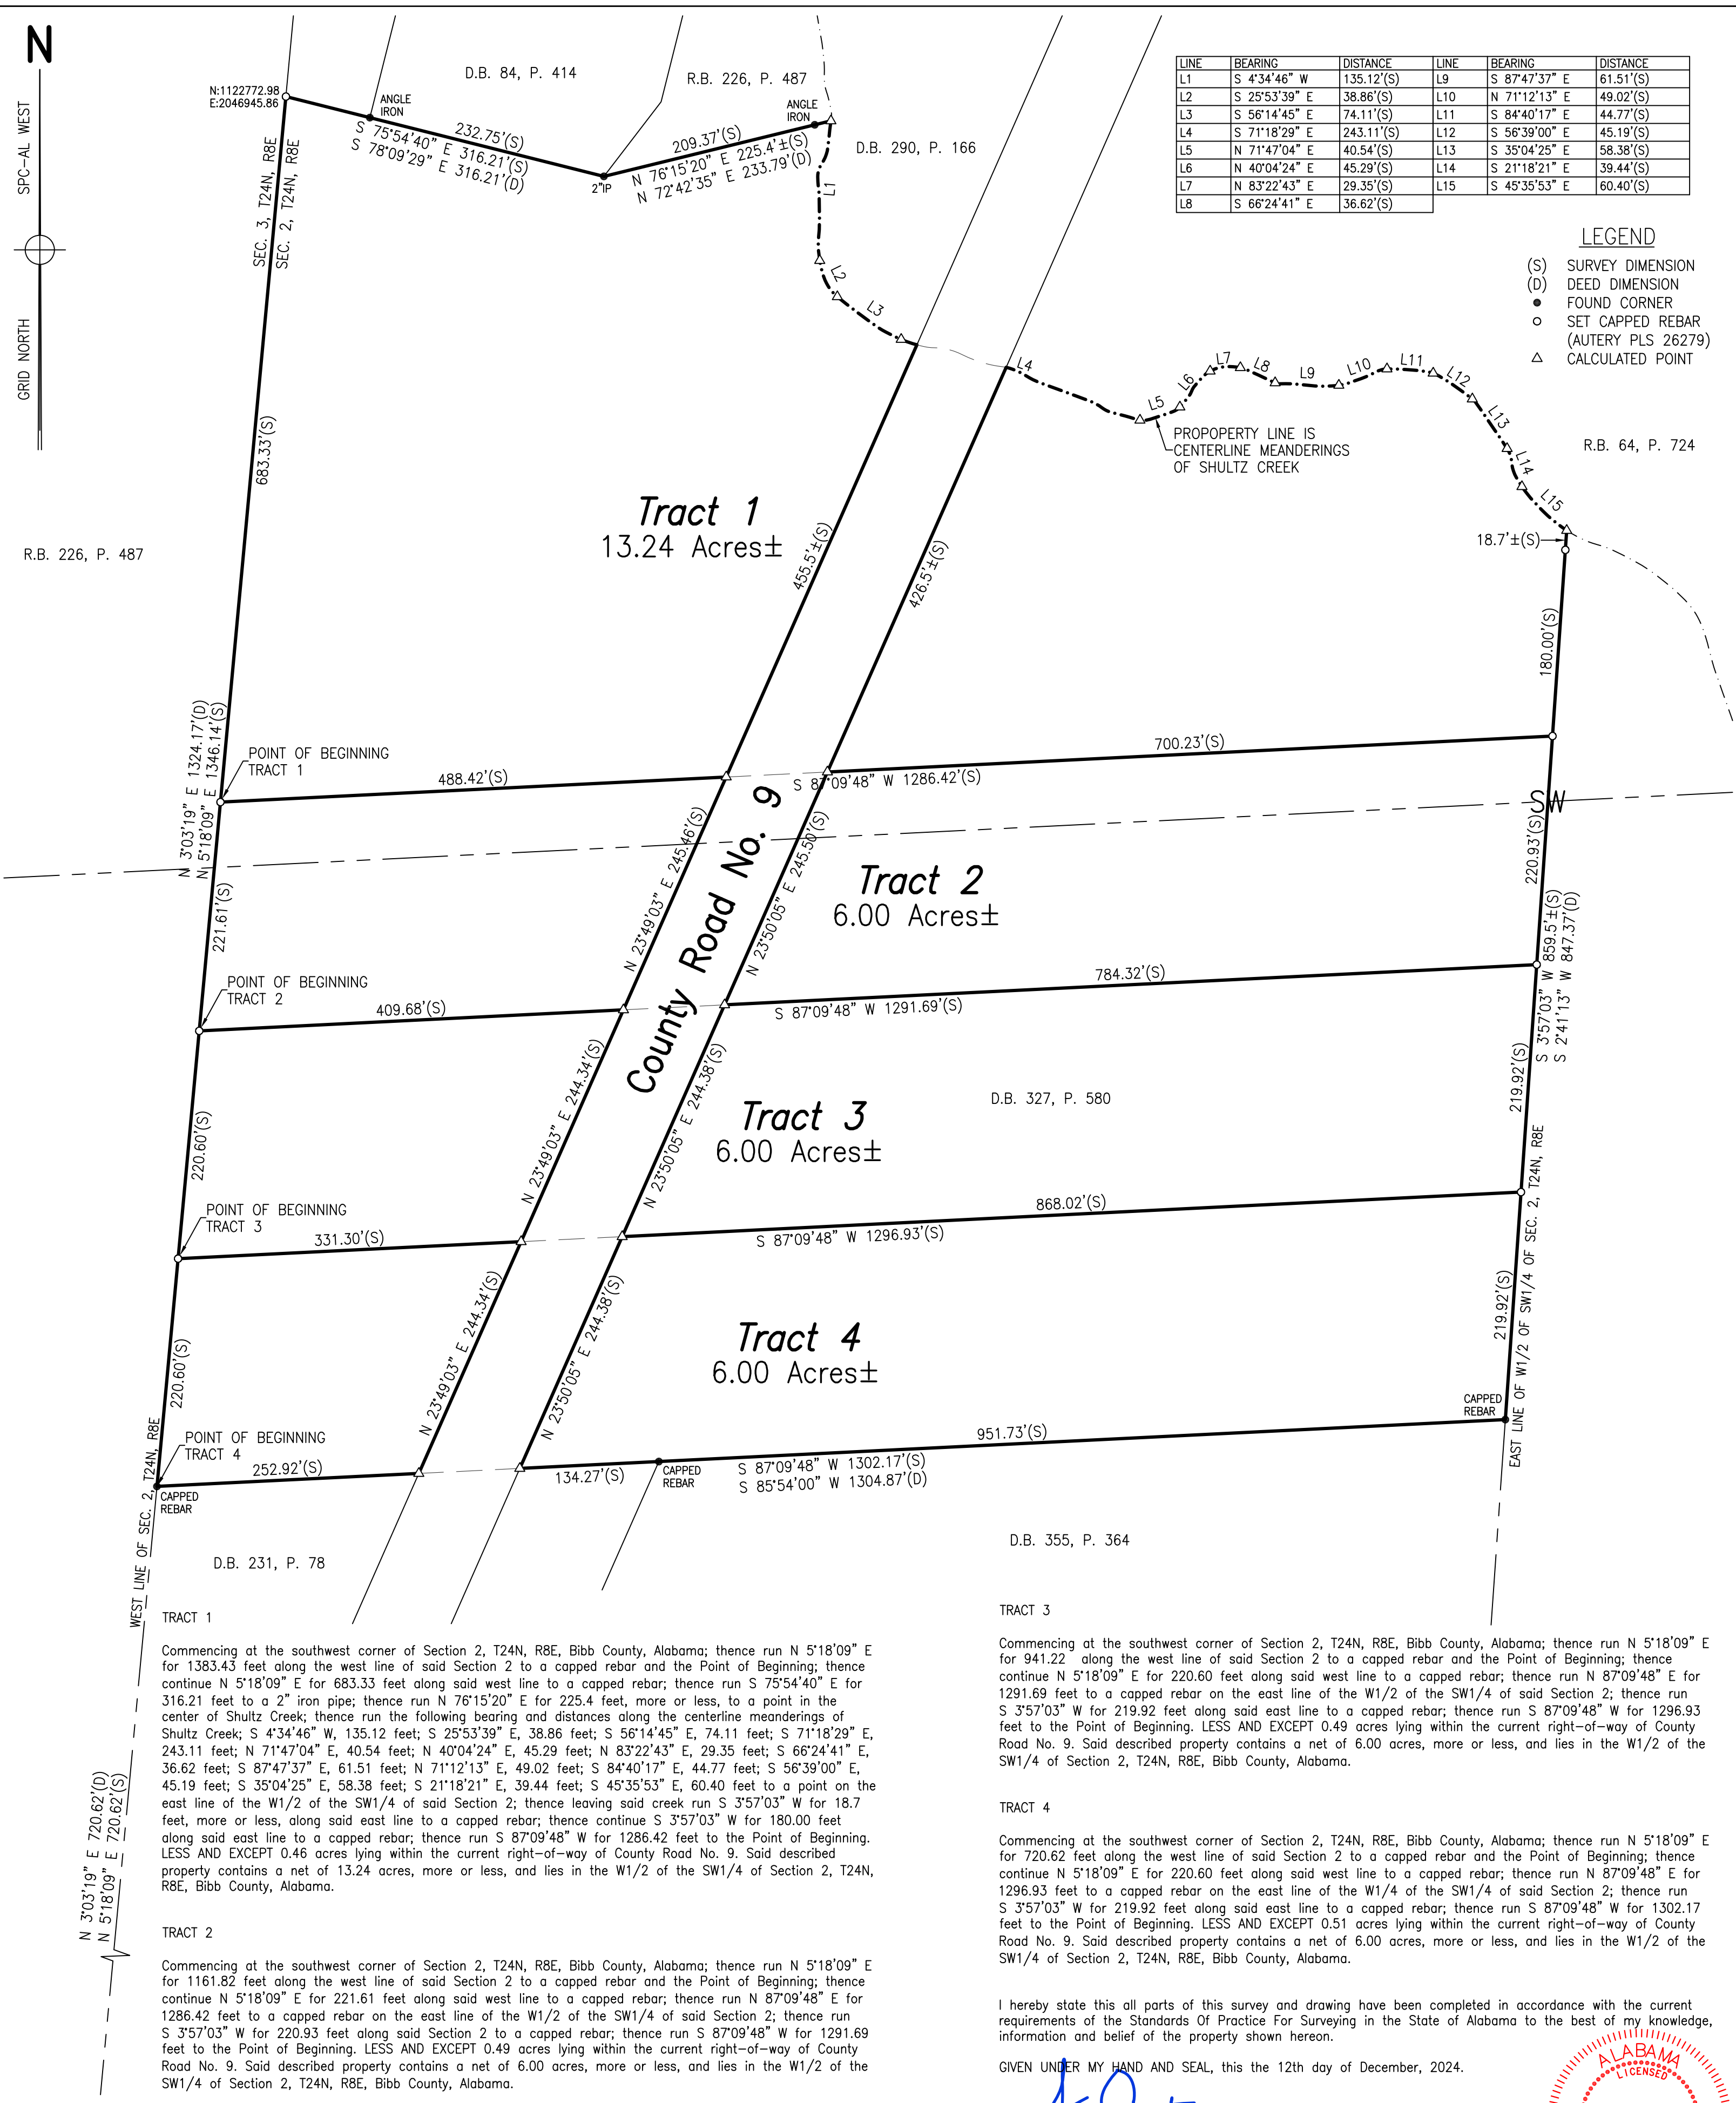 N
SPC-AL WEST
GRID NORTH
N:1122772.98
E:2046945.86
D.B. 84, P. 414
R.B. 226, P. 487
ANGLE
IRON
232.75'(S)
S 75°54'40" E 316.21'(S)
S 78°09'29" E 316.21'(D)
2"IP
ANGLE
IRON
209.37'(S)
N 76°15'20" E 225.4'±(S)
N 72°42'35" E 233.79'(D)
D.B. 290, P. 166
LINE BEARING DISTANCE LINE BEARING DISTANCE
L1 S 4°34'46" W 135.12'(S) L9 S 87°47'37" E 61.51'(S)
L2 S 25°53'39" E 38.86'(S) L10 N 71°12'13" E 49.02'(S)
L3 S 56°14'45" E 74.11'(S) L11 S 84°40'17" E 44.77'(S)
L4 S 71°18'29" E 243.11'(S) L12 S 56°39'00" E 45.19'(S)
L5 N 71°47'04" E 40.54'(S) L13 S 35°04'25" E 58.38'(S)
L6 N 40°04'24" E 45.29'(S) L14 S 21°18'21" E 39.44'(S)
L7 N 83°22'43" E 29.35'(S) L15 S 45°35'53" E 60.40'(S)
L8 S 66°24'41" E 36.62'(S)
LEGEND
(S) SURVEY DIMENSION
(D) DEED DIMENSION
FOUND CORNER
SET CAPPED REBAR
(AUTERY PLS 26279)
CALCULATED POINT
SEC. 3, T24N, R8E
SEC. 2, T24N, R8E
L1
L2
L3
L4
L5
L6
L7
L8
L9
L10
L11
L12
L13
L14
L15
PROPOPERTY LINE IS
CENTERLINE MEANDERINGS
OF SHULTZ CREEK
R.B. 64, P. 724
18.7'±(S)
683.33'(S)
Tract 1
13.24 Acres±
R.B. 226, P. 487
455.5'±(S)
426.5'±(S)
180.00'(S)
N 3°03'19" E 1324.17'(D)
N 5°18'09" E 1346.14'(S)
POINT OF BEGINNING
TRACT 1
488.42'(S)
700.23'(S)
S 87°09'48" W 1286.42'(S)
SW
221.61'(S)
N 23°49'03" E 245.46'(S)
County Road No. 9
N 23°50'05" E 245.50'(S)
Tract 2
6.00 Acres±
220.93'(S)
S 3°57'03" W 859.5'±(S)
S 2°41'13" W 847.37'(D)
POINT OF BEGINNING
TRACT 2
409.68'(S)
784.32'(S)
S 87°09'48" W 1291.69'(S)
220.60'(S)
N 23°49'03" E 244.34'(S)
N 23°50'05" E 244.38'(S)
Tract 3
6.00 Acres±
D.B. 327, P. 580
219.92'(S)
POINT OF BEGINNING
TRACT 3
331.30'(S)
868.02'(S)
S 87°09'48" W 1296.93'(S)
220.60'(S)
N 23°49'03" E 244.34'(S)
N 23°50'05" E 244.38'(S)
Tract 4
6.00 Acres±
219.92'(S)
EAST LINE OF W1/2 OF SW1/4 OF SEC. 2, T24N, R8E
CAPPED
REBAR
POINT OF BEGINNING
TRACT 4
252.92'(S)
134.27'(S)
951.73'(S)
CAPPED
REBAR
S 87°09'48" W 1302.17'(S)
S 85°54'00" W 1304.87'(D)
CAPPED
REBAR
WEST LINE OF SEC. 2, T24N, R8E
D.B. 231, P. 78
D.B. 355, P. 364
N 3°03'19" E 720.62'(D)
N 5°18'09" E 720.62'(S)
TRACT 1
Commencing at the southwest corner of Section 2, T24N, R8E, Bibb County, Alabama; thence run N 5°18'09" E
for 1383.43 feet along the west line of said Section 2 to a capped rebar and the Point of Beginning; thence
continue N 5°18'09" E for 683.33 feet along said west line to a capped rebar; thence run S 75°54'40" E for
316.21 feet to a 2" iron pipe; thence run N 76°15'20" E for 225.4 feet, more or less, to a point in the
center of Shultz Creek; thence run the following bearing and distances along the centerline meanderings of
Shultz Creek; S 4°34'46" W, 135.12 feet; S 25°53'39" E, 38.86 feet; S 56°14'45" E, 74.11 feet; S 71°18'29" E,
243.11 feet; N 71°47'04" E, 40.54 feet; N 40°04'24" E, 45.29 feet; N 83°22'43" E, 29.35 feet; S 66°24'41" E,
36.62 feet; S 87°47'37" E, 61.51 feet; N 71°12'13" E, 49.02 feet; S 84°40'17" E, 44.77 feet; S 56°39'00" E,
45.19 feet; S 35°04'25" E, 58.38 feet; S 21°18'21" E, 39.44 feet; S 45°35'53" E, 60.40 feet to a point on the
east line of the W1/2 of the SW1/4 of said Section 2; thence leaving said creek run S 3°57'03" W for 18.7
feet, more or less, along said east line to a capped rebar; thence continue S 3°57'03" W for 180.00 feet
along said east line to a capped rebar; thence run S 87°09'48" W for 1286.42 feet to the Point of Beginning.
LESS AND EXCEPT 0.46 acres lying within the current right-of-way of County Road No. 9. Said described
property contains a net of 13.24 acres, more or less, and lies in the W1/2 of the SW1/4 of Section 2, T24N,
R8E, Bibb County, Alabama.
TRACT 2
Commencing at the southwest corner of Section 2, T24N, R8E, Bibb County, Alabama; thence run N 5°18'09" E
for 1161.82 feet along the west line of said Section 2 to a capped rebar and the Point of Beginning; thence
continue N 5°18'09" E for 221.61 feet along said west line to a capped rebar; thence run N 87°09'48" E for
1286.42 feet to a capped rebar on the east line of the W1/2 of the SW1/4 of said Section 2; thence run
S 3°57'03" W for 220.93 feet along said Section 2 to a capped rebar; thence run S 87°09'48" W for 1291.69
feet to the Point of Beginning. LESS AND EXCEPT 0.49 acres lying within the current right-of-way of County
Road No. 9. Said described property contains a net of 6.00 acres, more or less, and lies in the W1/2 of the
SW1/4 of Section 2, T24N, R8E, Bibb County, Alabama.
TRACT 3
Commencing at the southwest corner of Section 2, T24N, R8E, Bibb County, Alabama; thence run N 5°18'09" E
for 941.22 along the west line of said Section 2 to a capped rebar and the Point of Beginning; thence
continue N 5°18'09" E for 220.60 feet along said west line to a capped rebar; thence run N 87°09'48" E for
1291.69 feet to a capped rebar on the east line of the W1/2 of the SW1/4 of said Section 2; thence run
S 3°57'03" W for 219.92 feet along said east line to a capped rebar; thence run S 87°09'48" W for 1296.93
feet to the Point of Beginning. LESS AND EXCEPT 0.49 acres lying within the current right-of-way of County
Road No. 9. Said described property contains a net of 6.00 acres, more or less, and lies in the W1/2 of the
SW1/4 of Section 2, T24N, R8E, Bibb County, Alabama.
TRACT 4
Commencing at the southwest corner of Section 2, T24N, R8E, Bibb County, Alabama; thence run N 5°18'09" E
for 720.62 feet along the west line of said Section 2 to a capped rebar and the Point of Beginning; thence
continue N 5°18'09" E for 220.60 feet along said west line to a capped rebar; thence run N 87°09'48" E for
1296.93 feet to a capped rebar on the east line of the W1/4 of the SW1/4 of said Section 2; thence run
S 3°57'03" W for 219.92 feet along said east line to a capped rebar; thence run S 87°09'48" W for 1302.17
feet to the Point of Beginning. LESS AND EXCEPT 0.51 acres lying within the current right-of-way of County
Road No. 9. Said described property contains a net of 6.00 acres, more or less, and lies in the W1/2 of the
SW1/4 of Section 2, T24N, R8E, Bibb County, Alabama.
I hereby state this all parts of this survey and drawing have been completed in accordance with the current
requirements of the Standards Of Practice For Surveying in the State of Alabama to the best of my knowledge,
information and belief of the property shown hereon.
GIVEN UNDER MY HAND AND SEAL, this the 12th day of December, 2024.
ALABAMA
LICENSED